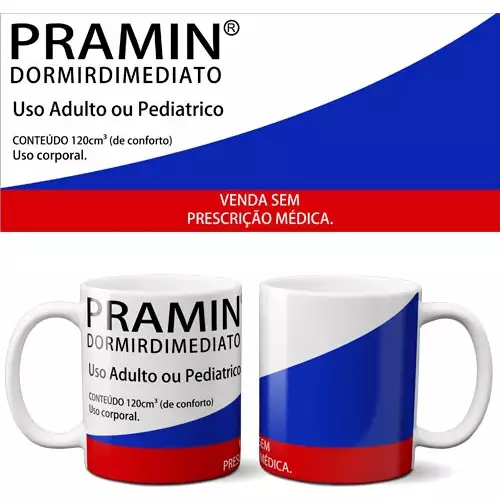 PRAMIN®
DORMIRDIMEDIATO
Uso Adulto ou Pediatrico
CONTEÚDO 120cm³ (de conforto)
Uso corporal.
VENDA SEM
PRESCRIÇÃO MÉDICA.
PRAMIN®
DORMIRDIMEDIATO
Uso Adulto ou Pediatrico
CONTEÚDO 120cm³ (de conforto)
Uso corporal.
V
PRES
SEM
MÉDICA.